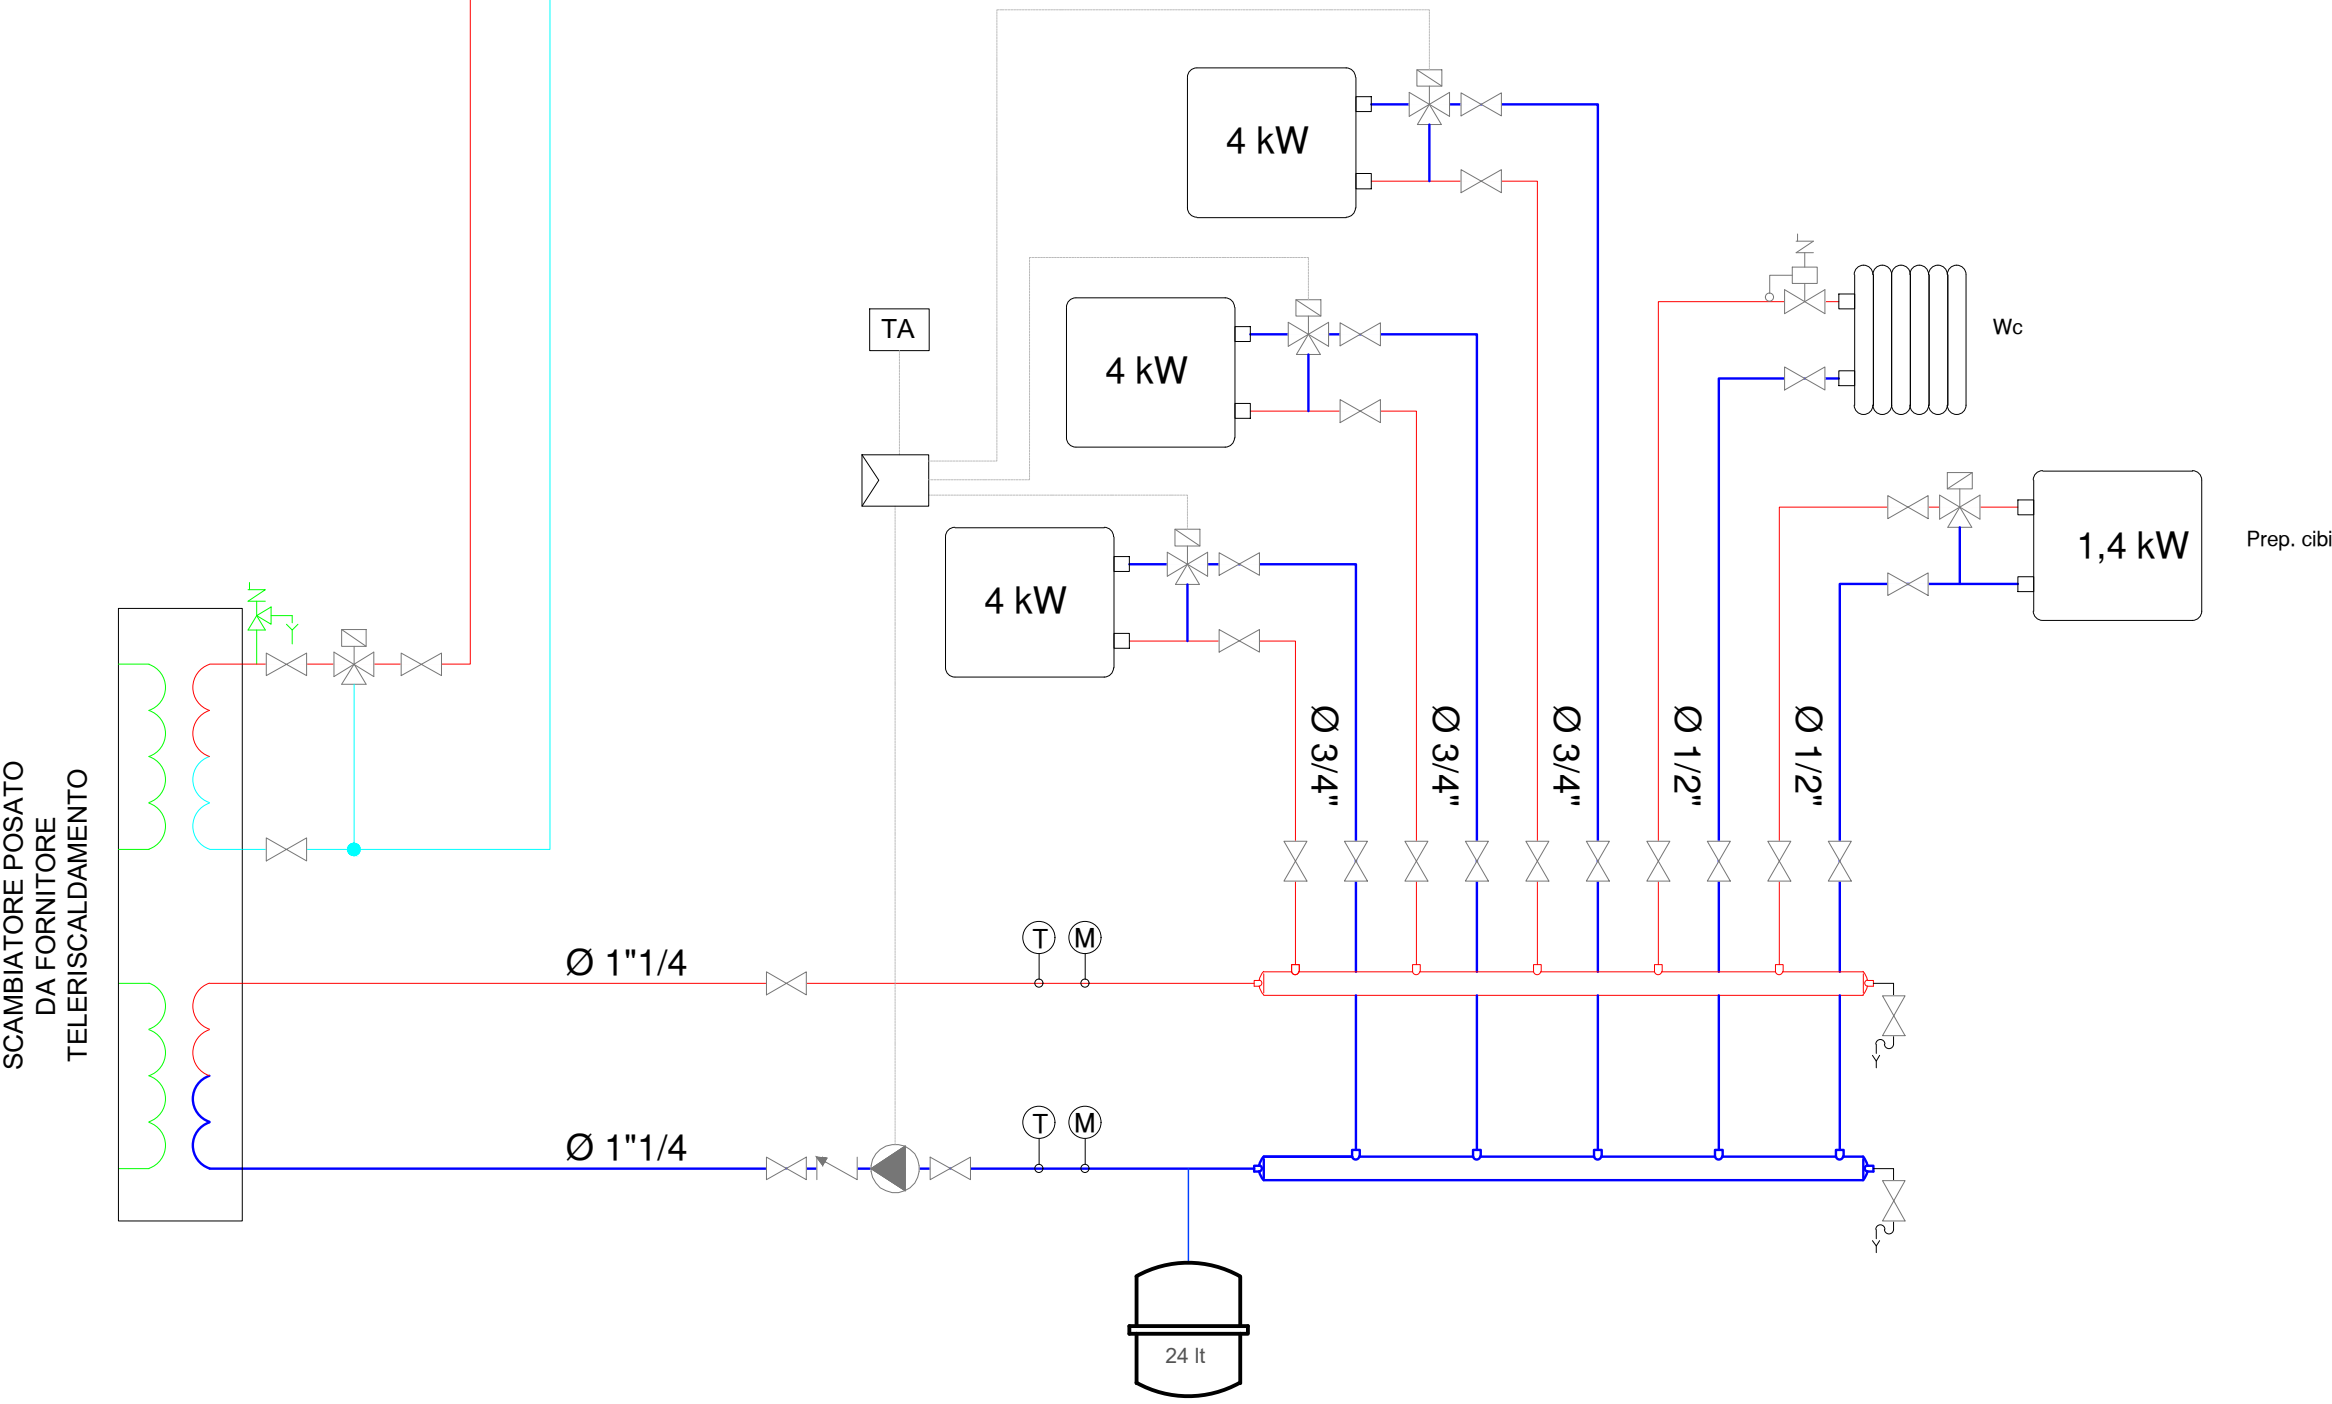 4 kW
4 kW
TA
Wc
4 kW
1,4 kW
Prep. cibi
SCAMBIATORE POSATO
DA FORNITORE
TELERISCALDAMENTO
Ø 3/4"
Ø 3/4"
Ø 3/4"
Ø 1/2"
Ø 1/2"
Ø 1"1/4
T
M
Ø 1"1/4
T
M
24 lt